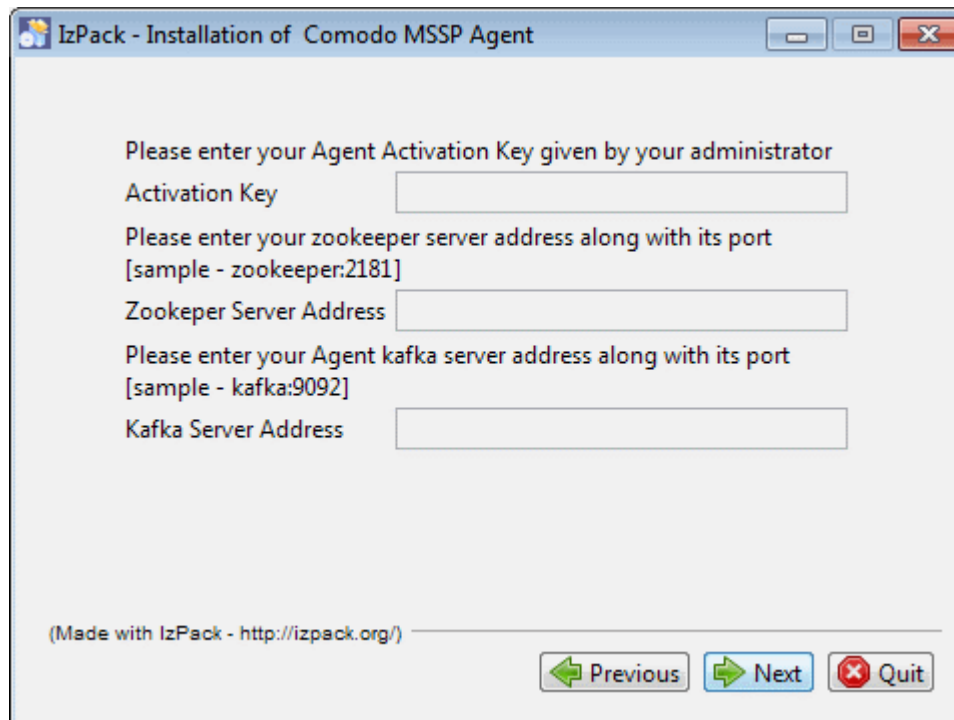 IzPack - Installation of  Comodo MSSP Agent
Please enter your Agent Activation Key given by your administrator
Activation Key
Please enter your zookeeper server address along with its port
[sample - zookeeper:2181]
Zookeper Server Address
Please enter your Agent kafka server address along with its port
[sample - kafka:9092]
Kafka Server Address
(Made with IzPack - http://izpack.org/)
Previous Next Quit